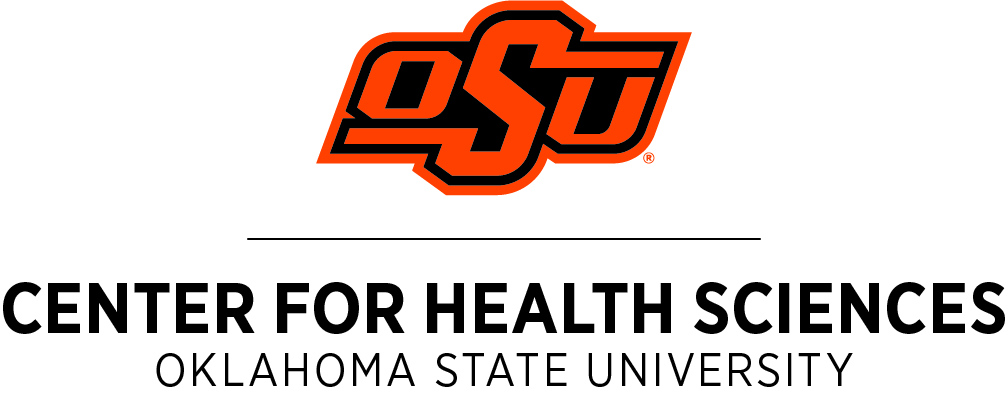 OSU®
CENTER FOR HEALTH SCIENCES
OKLAHOMA STATE UNIVERSITY